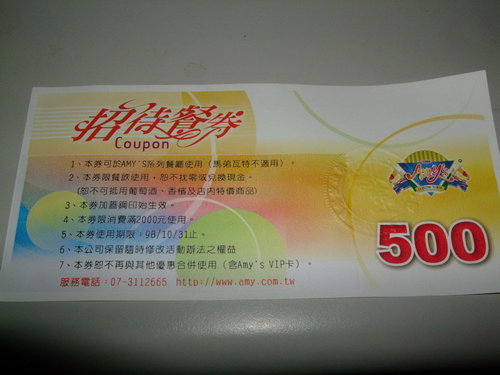 招待餐券
Coupon
1、本券可於AMY'S系列餐廳使用（馬弟瓦特不適用）。
2、本券限餐飲使用，恕不找零或兌換現金。
(恕不可抵用葡萄酒、香檳及店內特價商品)
3、本券加蓋鋼印始生效。
4、本券限消費滿2000元使用。
5、本券使用期限：98/10/31止。
6、本公司保留隨時修改活動辦法之權益
7、本券恕不再與其他優惠合併使用（含Amy's VIP卡）。
服務電話：07-3112665 http://www.amy.com.tw
Amy's
500